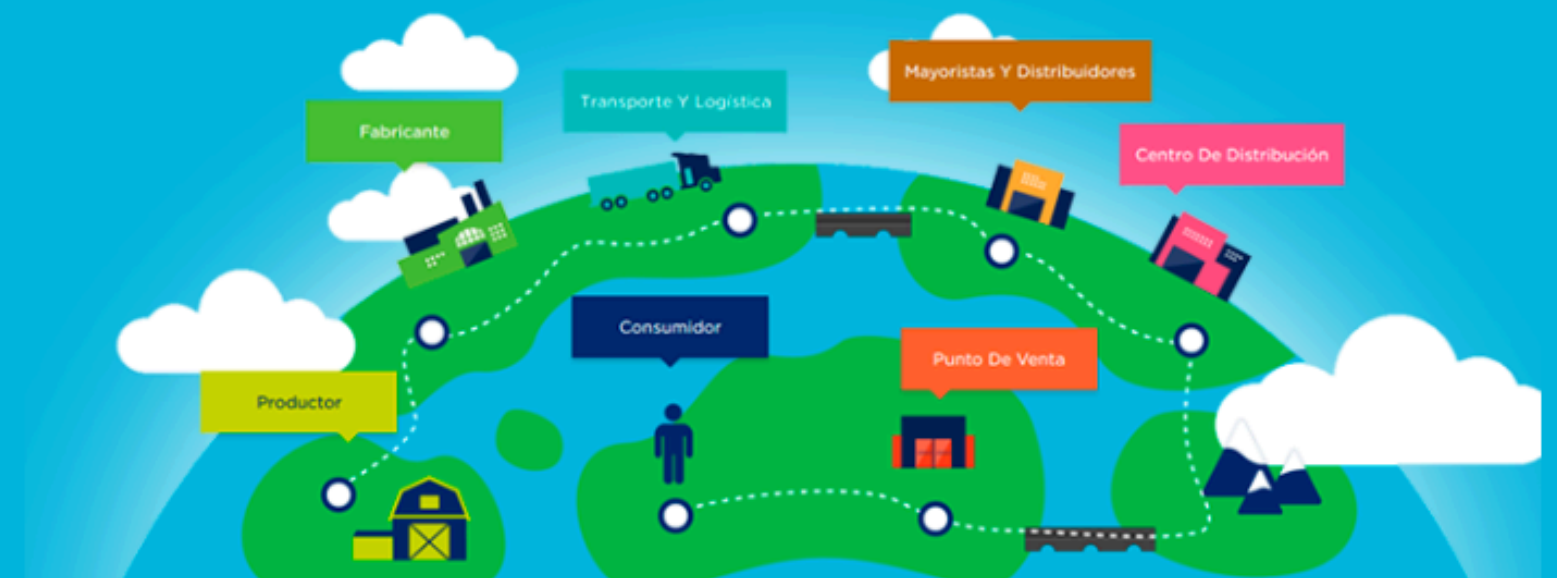 Mayoristas Y Distribuidores
Transporte Y Logística
Fabricante
Centro De Distribución
Consumidor
Punto De Venta
Productor